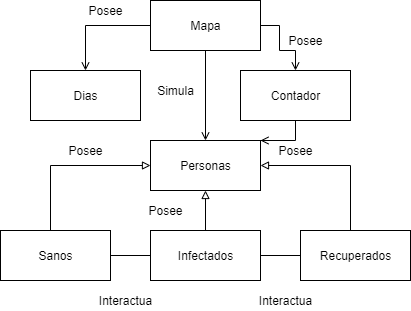 Posee
Mapa
Posee
Dias
Simula
Contador
Posee
Personas
Posee
Posee
Sanos
Infectados
Recuperados
Interactua
Interactua